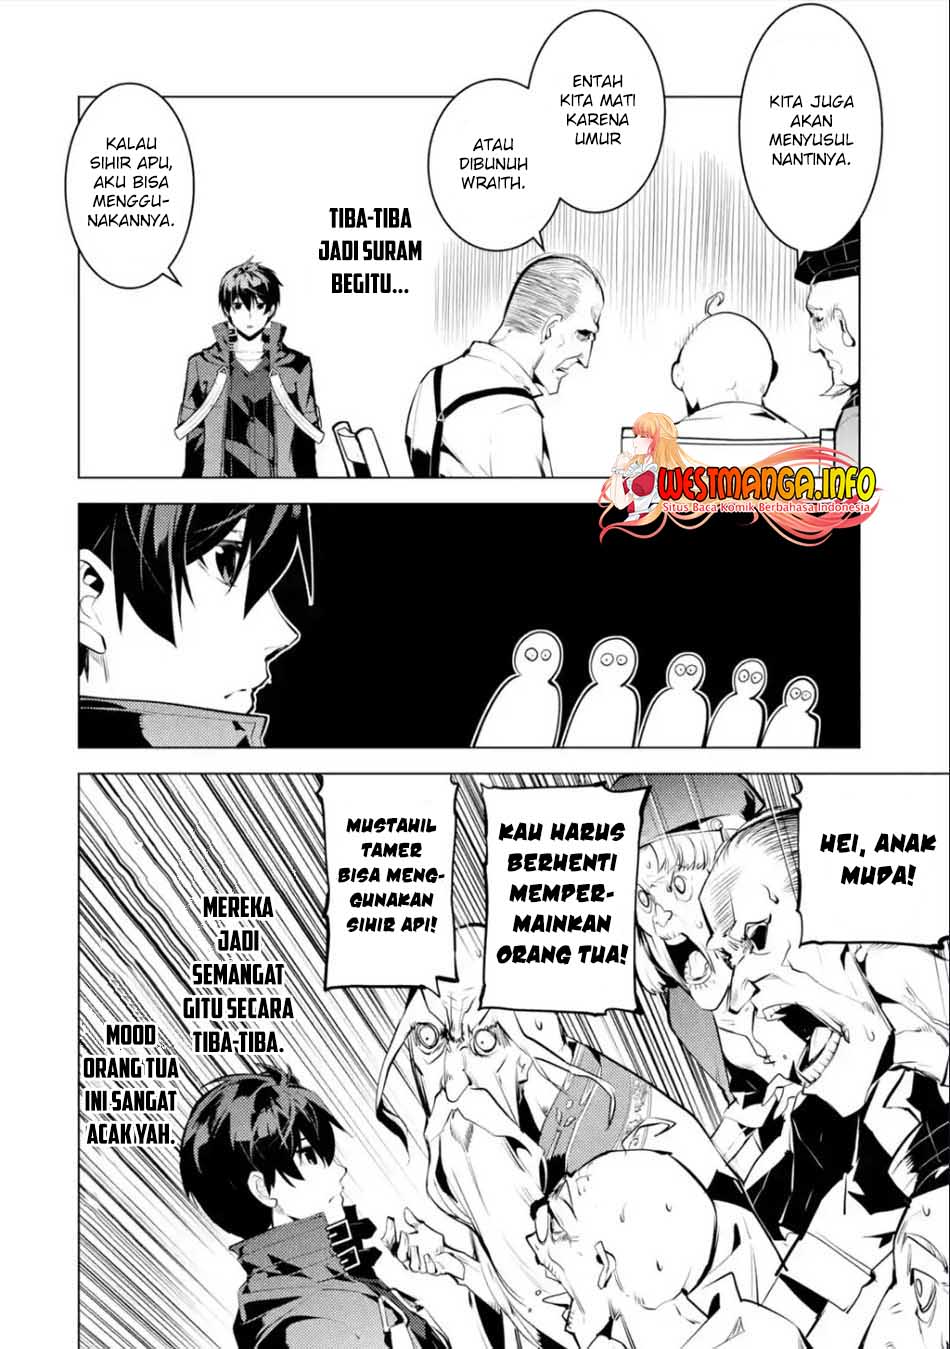 KITA JUGA
AKAN
MENYUSUL
NANTINYA.
ENTAH
KITA MATI
KARENA
UMUR
ATAU
DIBUNUH
WRAITH.
TIBA-TIBA
JADI SURAM
BEGITU...
KALAU
SIHIR APU,
AKU BISA
MENGGU-
NAKANNYA.
WESTMANGA.INFO
Situs Baca Komik Berbahasa Indonesia
HEI, ANAK
MUDA!
KAU HARUS
BERHENTI
MEMPER-
MAINKAN
ORANG TUA!
MUSTAHIL
TAMER
BISA MENG-
GUNAKAN
SIHIR API!
MEREKA
JADI
SEMANGAT
GITU SECARA
TIBA-TIBA.
MOOD
ORANG TUA
INI SANGAT
ACAK YAH.